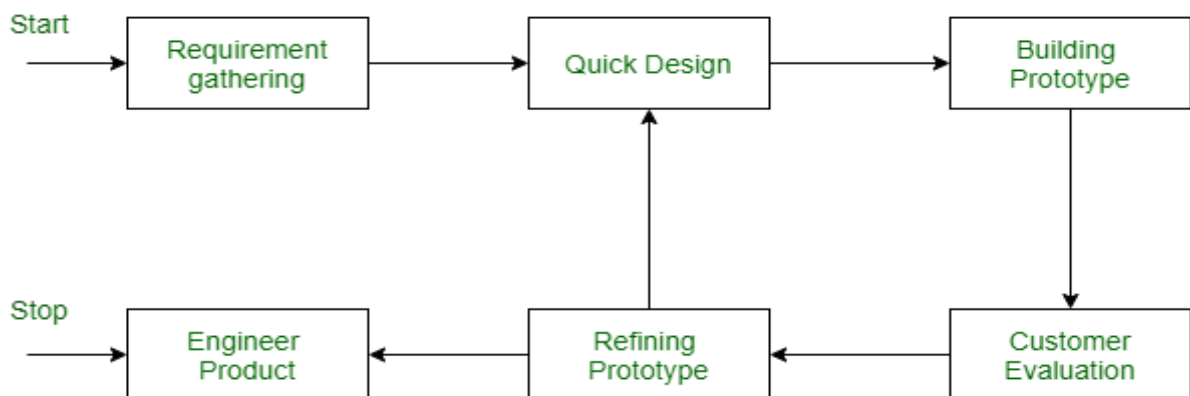 Start
Requirement
gathering
Quick Design
Building
Prototype
Stop
Engineer
Product
Refining
Prototype
Customer
Evaluation